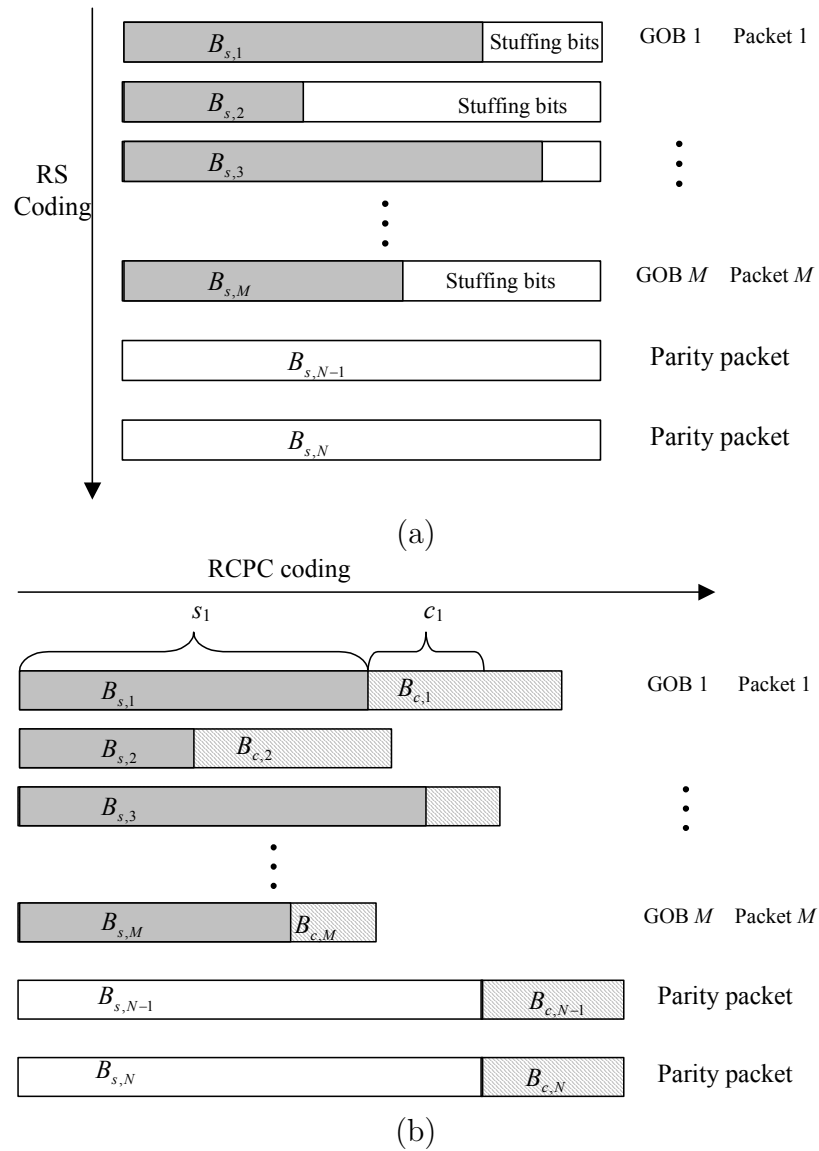 B_{s,1} Stuffing bits GOB 1 Packet 1
B_{s,2} Stuffing bits
B_{s,3}
RS
Coding
B_{s,M} Stuffing bits GOB M Packet M
B_{s,N−1} Parity packet
B_{s,N} Parity packet
(a)
RCPC coding
s_1 c_1
B_{s,1} B_{c,1} GOB 1 Packet 1
B_{s,2} B_{c,2}
B_{s,3}
B_{s,M} B_{c,M} GOB M Packet M
B_{s,N−1} B_{c,N−1} Parity packet
B_{s,N} B_{c,N} Parity packet
(b)